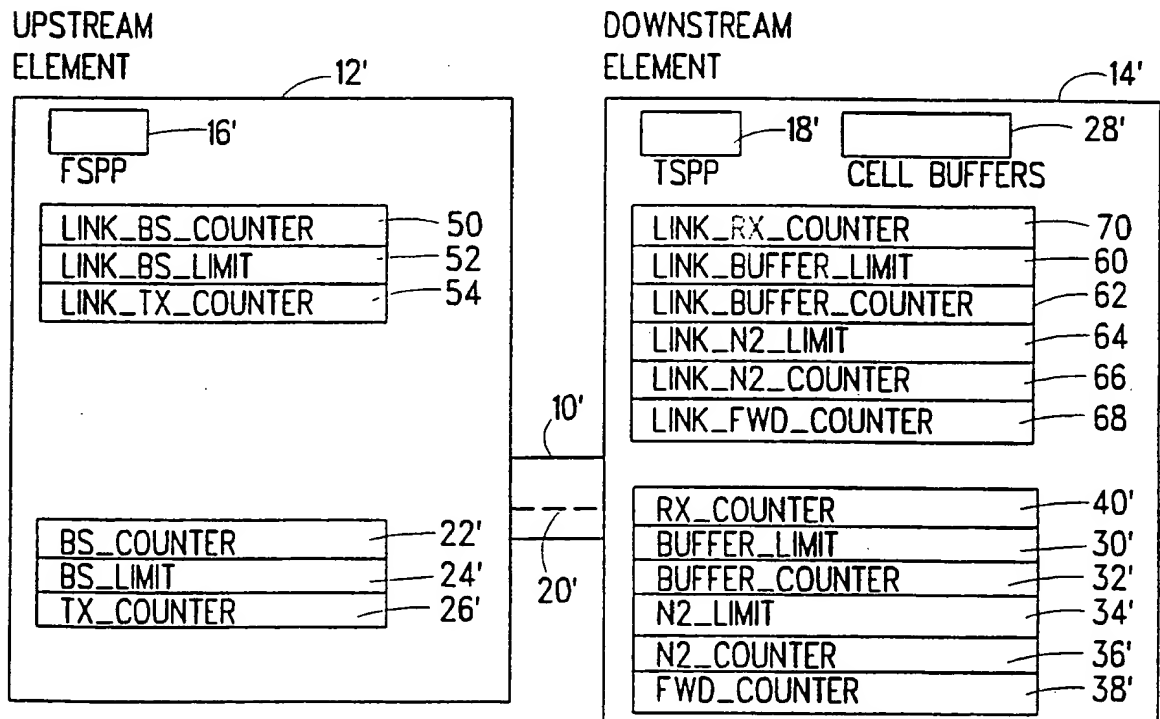 UPSTREAM
ELEMENT
12'
16'
FSPP
LINK_BS_COUNTER 50
LINK_BS_LIMIT 52
LINK_TX_COUNTER 54
BS_COUNTER 22'
BS_LIMIT 24'
TX_COUNTER 26'
10'
20'
DOWNSTREAM
ELEMENT
14'
18'
28'
TSPP
CELL BUFFERS
LINK_RX_COUNTER 70
LINK_BUFFER_LIMIT 60
LINK_BUFFER_COUNTER 62
LINK_N2_LIMIT 64
LINK_N2_COUNTER 66
LINK_FWD_COUNTER 68
RX_COUNTER 40'
BUFFER_LIMIT 30'
BUFFER_COUNTER 32'
N2_LIMIT 34'
N2_COUNTER 36'
FWD_COUNTER 38'